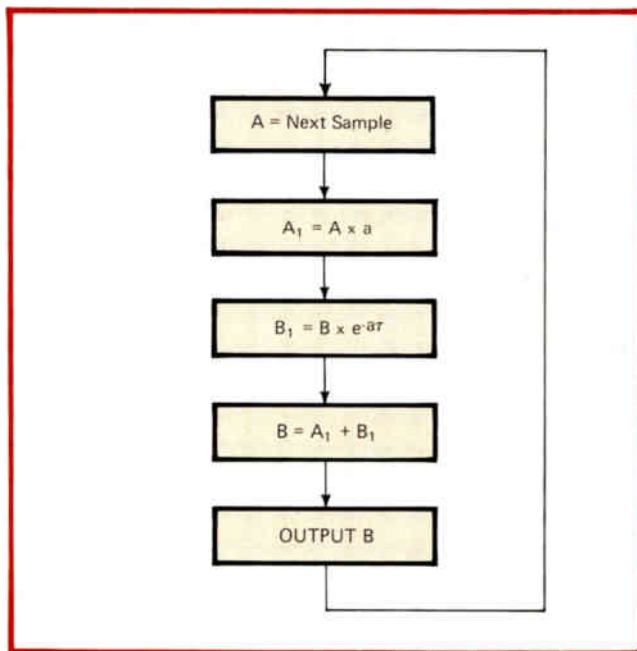 A = Next Sample
A₁ = A × a
B₁ = B × e⁻ᵃᵀ
B = A₁ + B₁
OUTPUT B